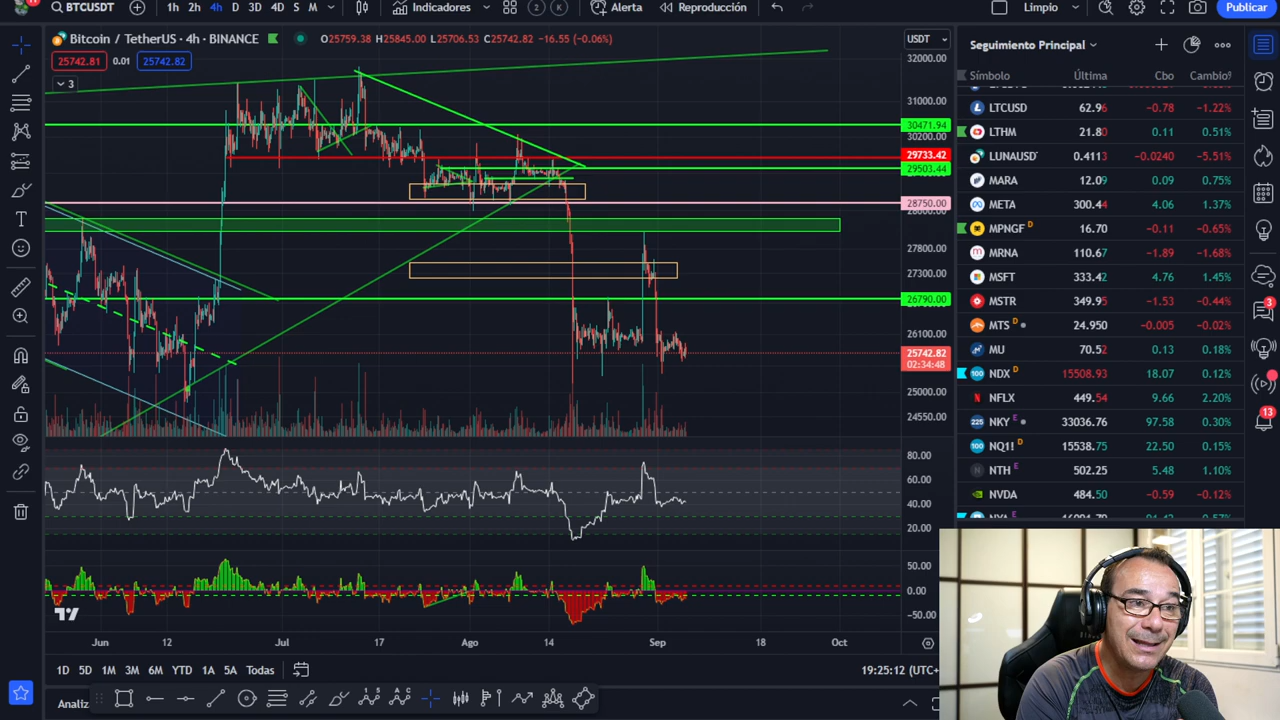 BTCUSDT 1h 2h 4h D 3D 4D S M Indicadores 2 K Alerta Reproducción Limpio Publicar
Bitcoin / TetherUS · 4h · BINANCE O25759.38 H25845.00 L25706.53 C25742.82 −16.55 (−0.06%)
25742.81 0.01 25742.82
3
USDT
32000.00
31000.00
30471.94
30200.00
29733.42
29503.44
28750.00
28000.00
27800.00
27300.00
26790.00
26100.00
25742.82
02:34:48
25000.00
24550.00
80.00
60.00
40.00
20.00
50.00
0.00
−50.00
Jun 12 Jul 17 Ago 14 Sep 18 Oct
1D 5D 1M 3M 6M YTD 1A 5A Todas 19:25:12 (UTC+
Analiz
Seguimiento Principal
Símbolo Última Cbo Cambio%
LTCUSD 62.96 −0.78 −1.22%
LTHM 21.80 0.11 0.51%
LUNAUSD 0.4113 −0.0240 −5.51%
MARA 12.09 0.09 0.75%
META 300.44 4.06 1.37%
MPNGF D 16.70 −0.11 −0.65%
MRNA 110.67 −1.89 −1.68%
MSFT 333.42 4.76 1.45%
MSTR 349.95 −1.53 −0.44%
MTS D 24.950 −0.005 −0.02%
MU 70.52 0.13 0.18%
NDX D 15508.93 18.07 0.12%
NFLX 449.54 9.66 2.20%
NKY E 33036.76 97.58 0.30%
NQ1! D 15538.75 22.50 0.15%
NTH E 502.25 5.48 1.10%
NVDA 484.50 −0.59 −0.12%
3
13